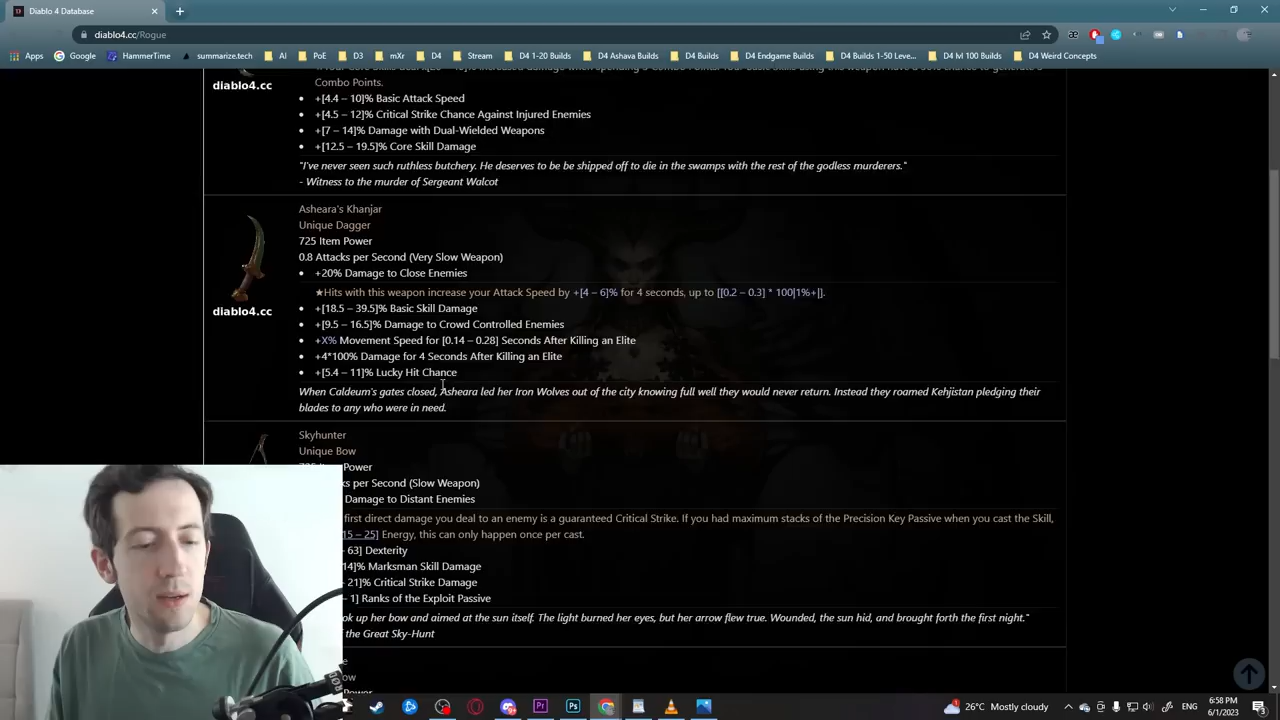 Diablo 4 Database
diablo4.cc/Rogue
Apps
Google
HammerTime
summarize.tech
AI
PoE
D3
mXr
D4
Stream
D4 1-20 Builds
D4 Ashava Builds
D4 Builds
D4 Endgame Builds
D4 Builds 1-50 Leve...
D4 lvl 100 Builds
D4 Weird Concepts
diablo4.cc
Combo Points.
+[4.4 – 10]% Basic Attack Speed
+[4.5 – 12]% Critical Strike Chance Against Injured Enemies
+[7 – 14]% Damage with Dual-Wielded Weapons
+[12.5 – 19.5]% Core Skill Damage
"I've never seen such ruthless butchery. He deserves to be be shipped off to die in the swamps with the rest of the godless murderers."
- Witness to the murder of Sergeant Walcot
Asheara's Khanjar
Unique Dagger
725 Item Power
0.8 Attacks per Second (Very Slow Weapon)
+20% Damage to Close Enemies
★Hits with this weapon increase your Attack Speed by +[4 – 6]% for 4 seconds, up to [[0.2 – 0.3] * 100|1%+]].
diablo4.cc
+[18.5 – 39.5]% Basic Skill Damage
+[9.5 – 16.5]% Damage to Crowd Controlled Enemies
+X% Movement Speed for [0.14 – 0.28] Seconds After Killing an Elite
+4*100% Damage for 4 Seconds After Killing an Elite
+[5.4 – 11]% Lucky Hit Chance
When Caldeum's gates closed, Asheara led her Iron Wolves out of the city knowing full well they would never return. Instead they roamed Kehjistan pledging their
blades to any who were in need.
Skyhunter
Unique Bow
Power
per Second (Slow Weapon)
Damage to Distant Enemies
first direct damage you deal to an enemy is a guaranteed Critical Strike. If you had maximum stacks of the Precision Key Passive when you cast the Skill,
15 – 25] Energy, this can only happen once per cast.
– 63] Dexterity
14]% Marksman Skill Damage
– 21]% Critical Strike Damage
– 1] Ranks of the Exploit Passive
up her bow and aimed at the sun itself. The light burned her eyes, but her arrow flew true. Wounded, the sun hid, and brought forth the first night."
the Great Sky-Hunt
Power
26°C Mostly cloudy
ENG
6:58 PM
6/1/2023